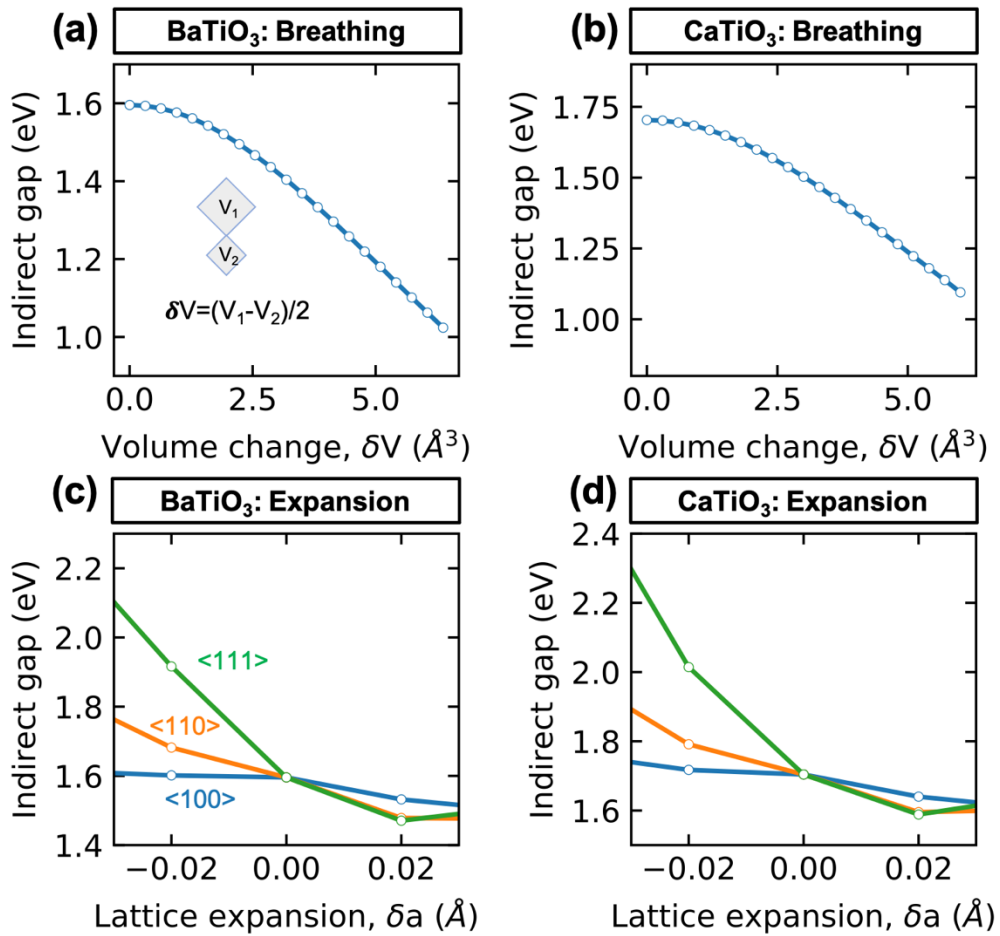 (a) BaTiO₃: Breathing
Indirect gap (eV)
1.6
1.4
1.2
1.0
V₁
V₂
δV=(V₁-V₂)/2
0.0 2.5 5.0
Volume change, δV (Å³)
(b) CaTiO₃: Breathing
Indirect gap (eV)
1.75
1.50
1.25
1.00
0.0 2.5 5.0
Volume change, δV (Å³)
(c) BaTiO₃: Expansion
Indirect gap (eV)
2.2
2.0
1.8
1.6
1.4
<111>
<110>
<100>
−0.02 0.00 0.02
Lattice expansion, δa (Å)
(d) CaTiO₃: Expansion
Indirect gap (eV)
2.4
2.2
2.0
1.8
1.6
−0.02 0.00 0.02
Lattice expansion, δa (Å)